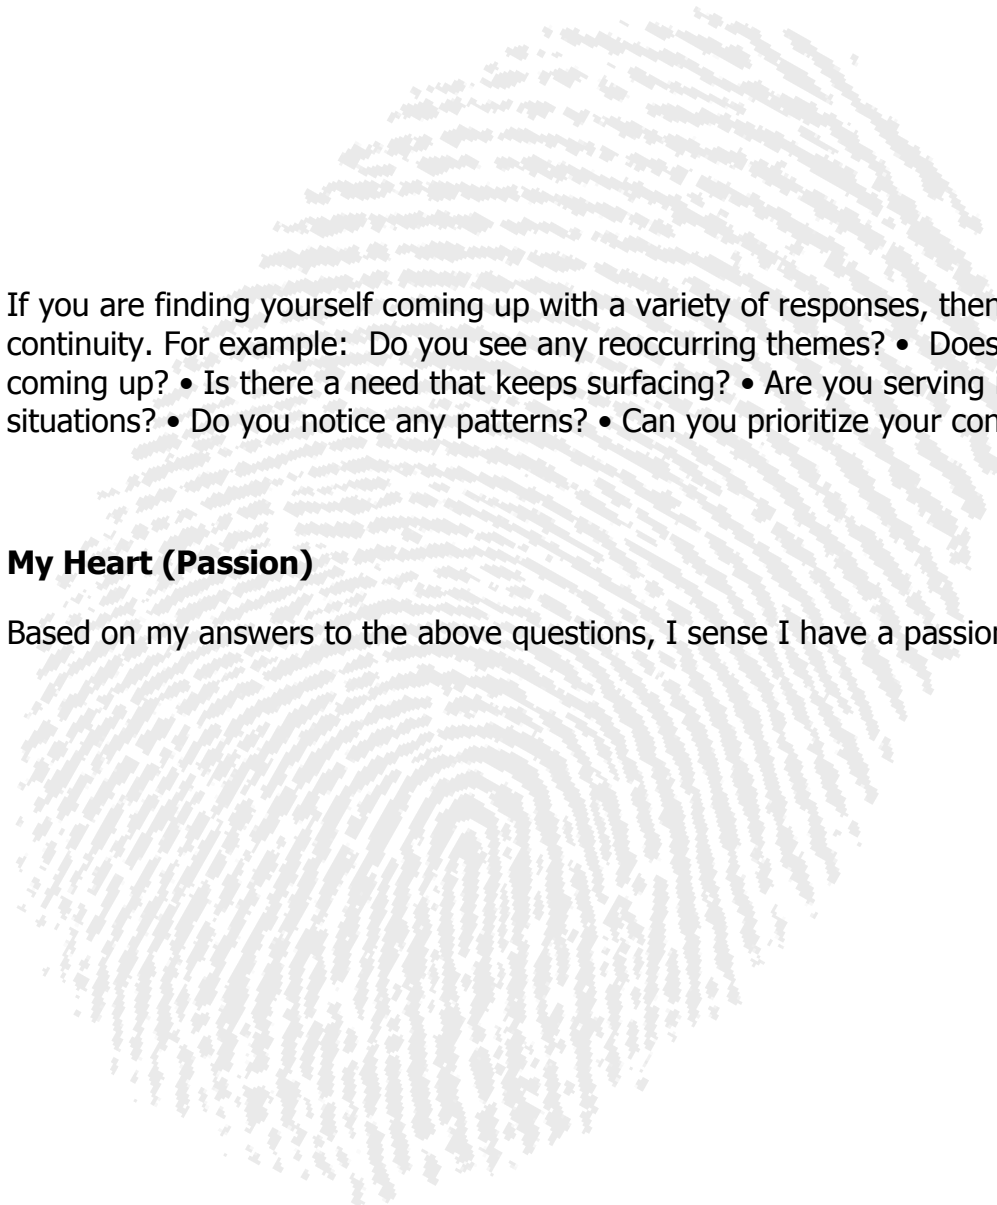 If you are finding yourself coming up with a variety of responses, then
continuity. For example:  Do you see any reoccurring themes? •  Does
coming up? • Is there a need that keeps surfacing? • Are you serving
situations? • Do you notice any patterns? • Can you prioritize your
My Heart (Passion)
Based on my answers to the above questions, I sense I have a